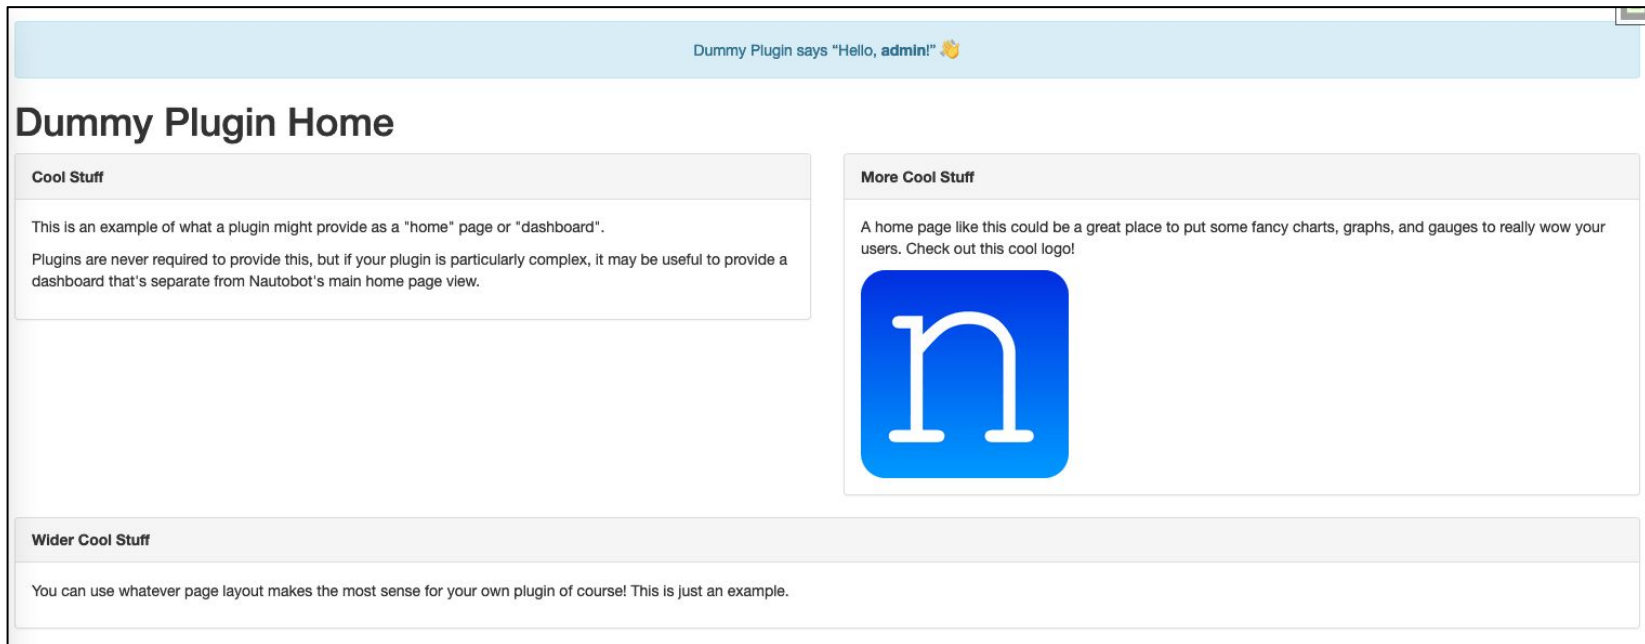 Dummy Plugin says “Hello, admin!” 👋
Dummy Plugin Home
Cool Stuff
This is an example of what a plugin might provide as a "home" page or "dashboard".
Plugins are never required to provide this, but if your plugin is particularly complex, it may be useful to provide a
dashboard that's separate from Nautobot's main home page view.
More Cool Stuff
A home page like this could be a great place to put some fancy charts, graphs, and gauges to really wow your
users. Check out this cool logo!
n
Wider Cool Stuff
You can use whatever page layout makes the most sense for your own plugin of course! This is just an example.